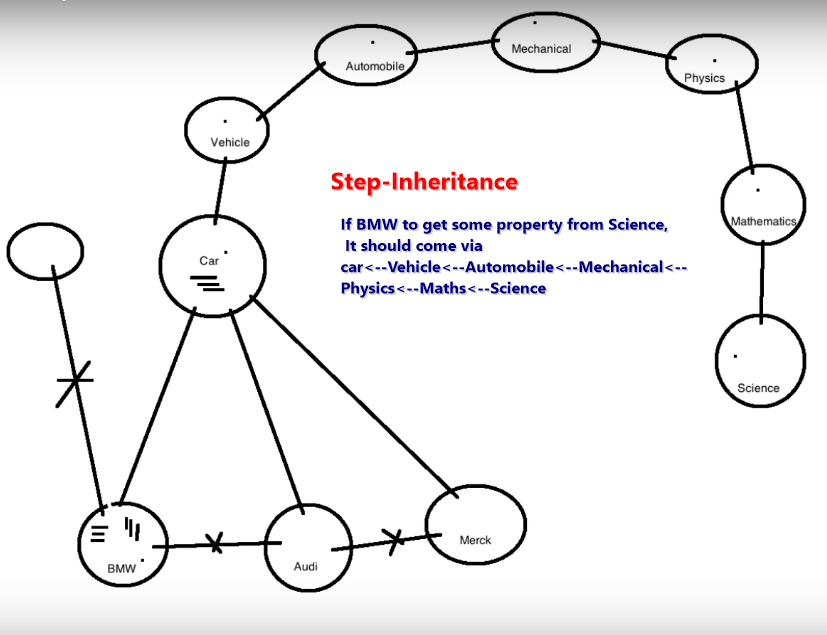 Mechanical
Automobile
Physics
Vehicle
Step-Inheritance
Mathematics
If BMW to get some property from Science,
It should come via
car<--Vehicle<--Automobile<--Mechanical<--
Physics<--Maths<--Science
Car
Science
Merck
BMW
Audi